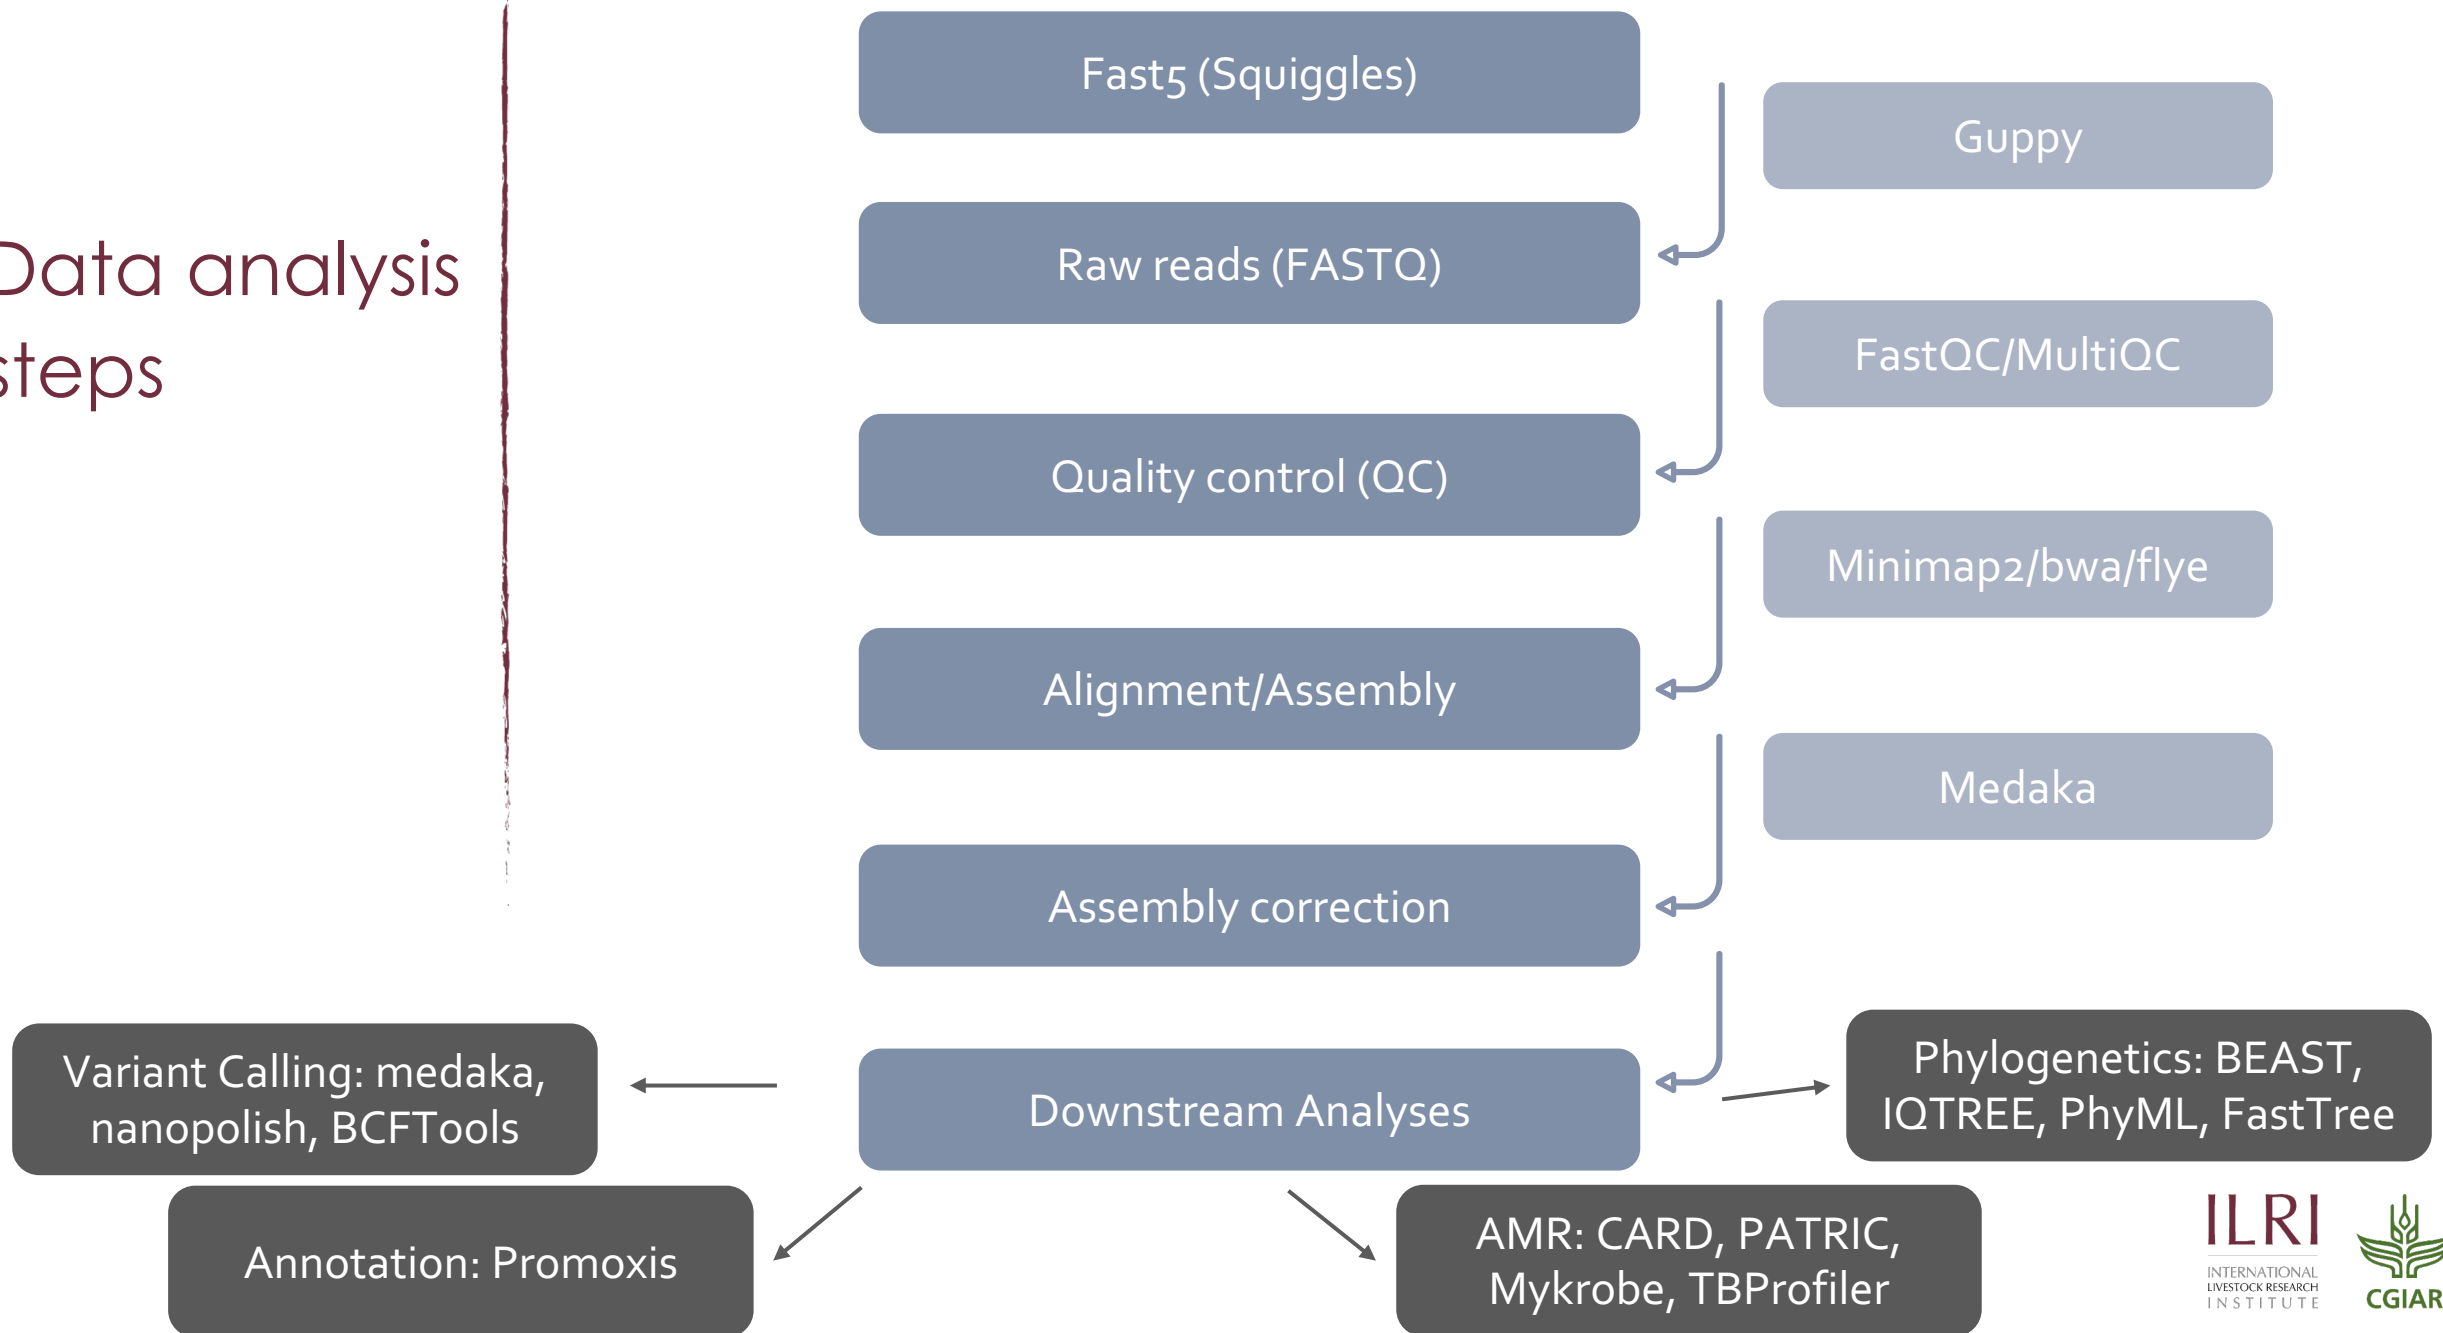 Data analysis
steps
Fast5 (Squiggles)
Guppy
Raw reads (FASTQ)
FastQC/MultiQC
Quality control (QC)
Minimap2/bwa/flye
Alignment/Assembly
Medaka
Assembly correction
Downstream Analyses
Variant Calling: medaka,
nanopolish, BCFTools
Phylogenetics: BEAST,
IQTREE, PhyML, FastTree
Annotation: Promoxis
AMR: CARD, PATRIC,
Mykrobe, TBProfiler
ILRI
INTERNATIONAL
LIVESTOCK RESEARCH
INSTITUTE
CGIAR